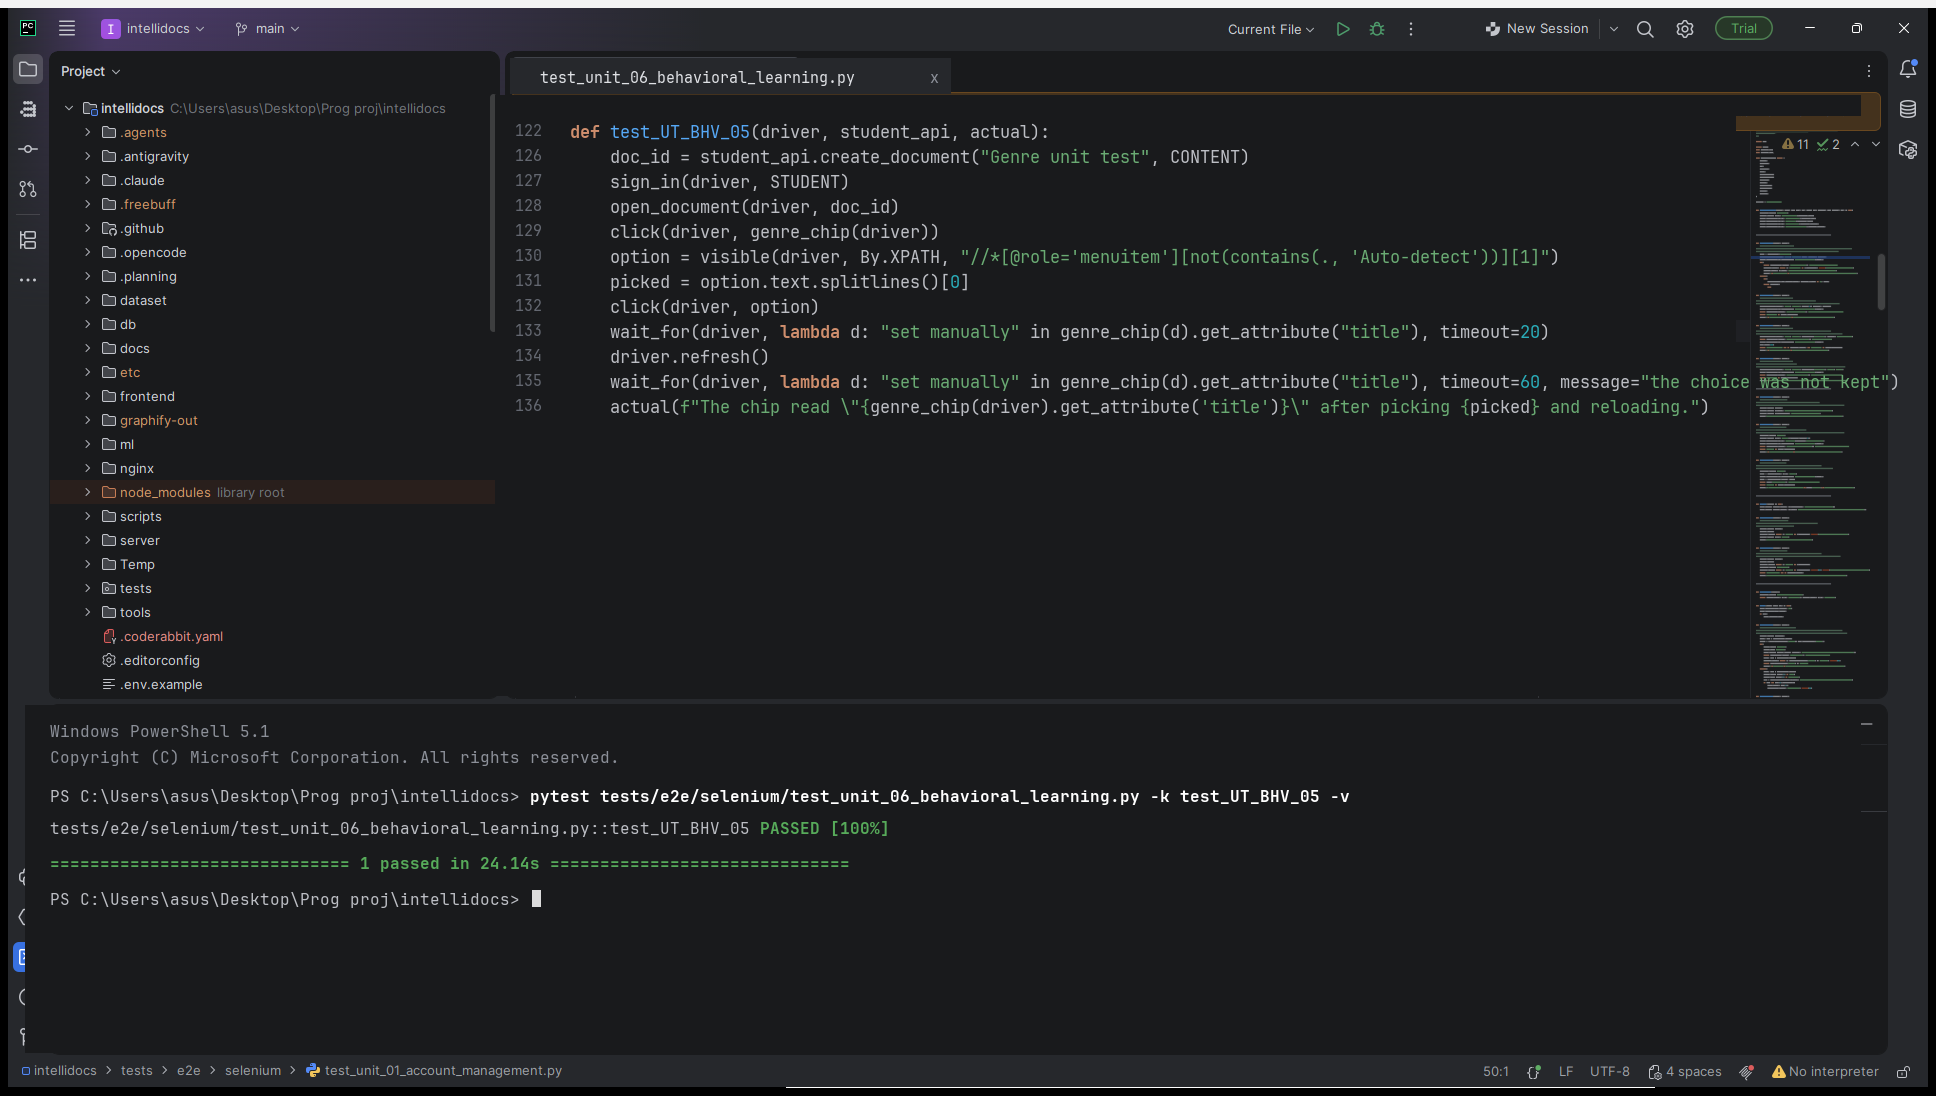 PC
I intellidocs
main
Current File
New Session
Trial
Project
intellidocs C:\Users\asus\Desktop\Prog proj\intellidocs
.agents
.antigravity
.claude
.freebuff
.github
.opencode
.planning
dataset
db
docs
etc
frontend
graphify-out
ml
nginx
node_modules library root
scripts
server
Temp
tests
tools
.coderabbit.yaml
.editorconfig
.env.example
test_unit_06_behavioral_learning.py x
11 2
122 def test_UT_BHV_05(driver, student_api, actual):
126 doc_id = student_api.create_document("Genre unit test", CONTENT)
127 sign_in(driver, STUDENT)
128 open_document(driver, doc_id)
129 click(driver, genre_chip(driver))
130 option = visible(driver, By.XPATH, "//*[@role='menuitem'][not(contains(., 'Auto-detect'))][1]")
131 picked = option.text.splitlines()[0]
132 click(driver, option)
133 wait_for(driver, lambda d: "set manually" in genre_chip(d).get_attribute("title"), timeout=20)
134 driver.refresh()
135 wait_for(driver, lambda d: "set manually" in genre_chip(d).get_attribute("title"), timeout=60, message="the choice was not kept")
136 actual(f"The chip read \"{genre_chip(driver).get_attribute('title')}\" after picking {picked} and reloading.")
Windows PowerShell 5.1
Copyright (C) Microsoft Corporation. All rights reserved.
PS C:\Users\asus\Desktop\Prog proj\intellidocs> pytest tests/e2e/selenium/test_unit_06_behavioral_learning.py -k test_UT_BHV_05 -v
tests/e2e/selenium/test_unit_06_behavioral_learning.py::test_UT_BHV_05 PASSED [100%]
============================== 1 passed in 24.14s ==============================
PS C:\Users\asus\Desktop\Prog proj\intellidocs>
intellidocs > tests > e2e > selenium > test_unit_01_account_management.py
50:1 LF UTF-8 4 spaces No interpreter